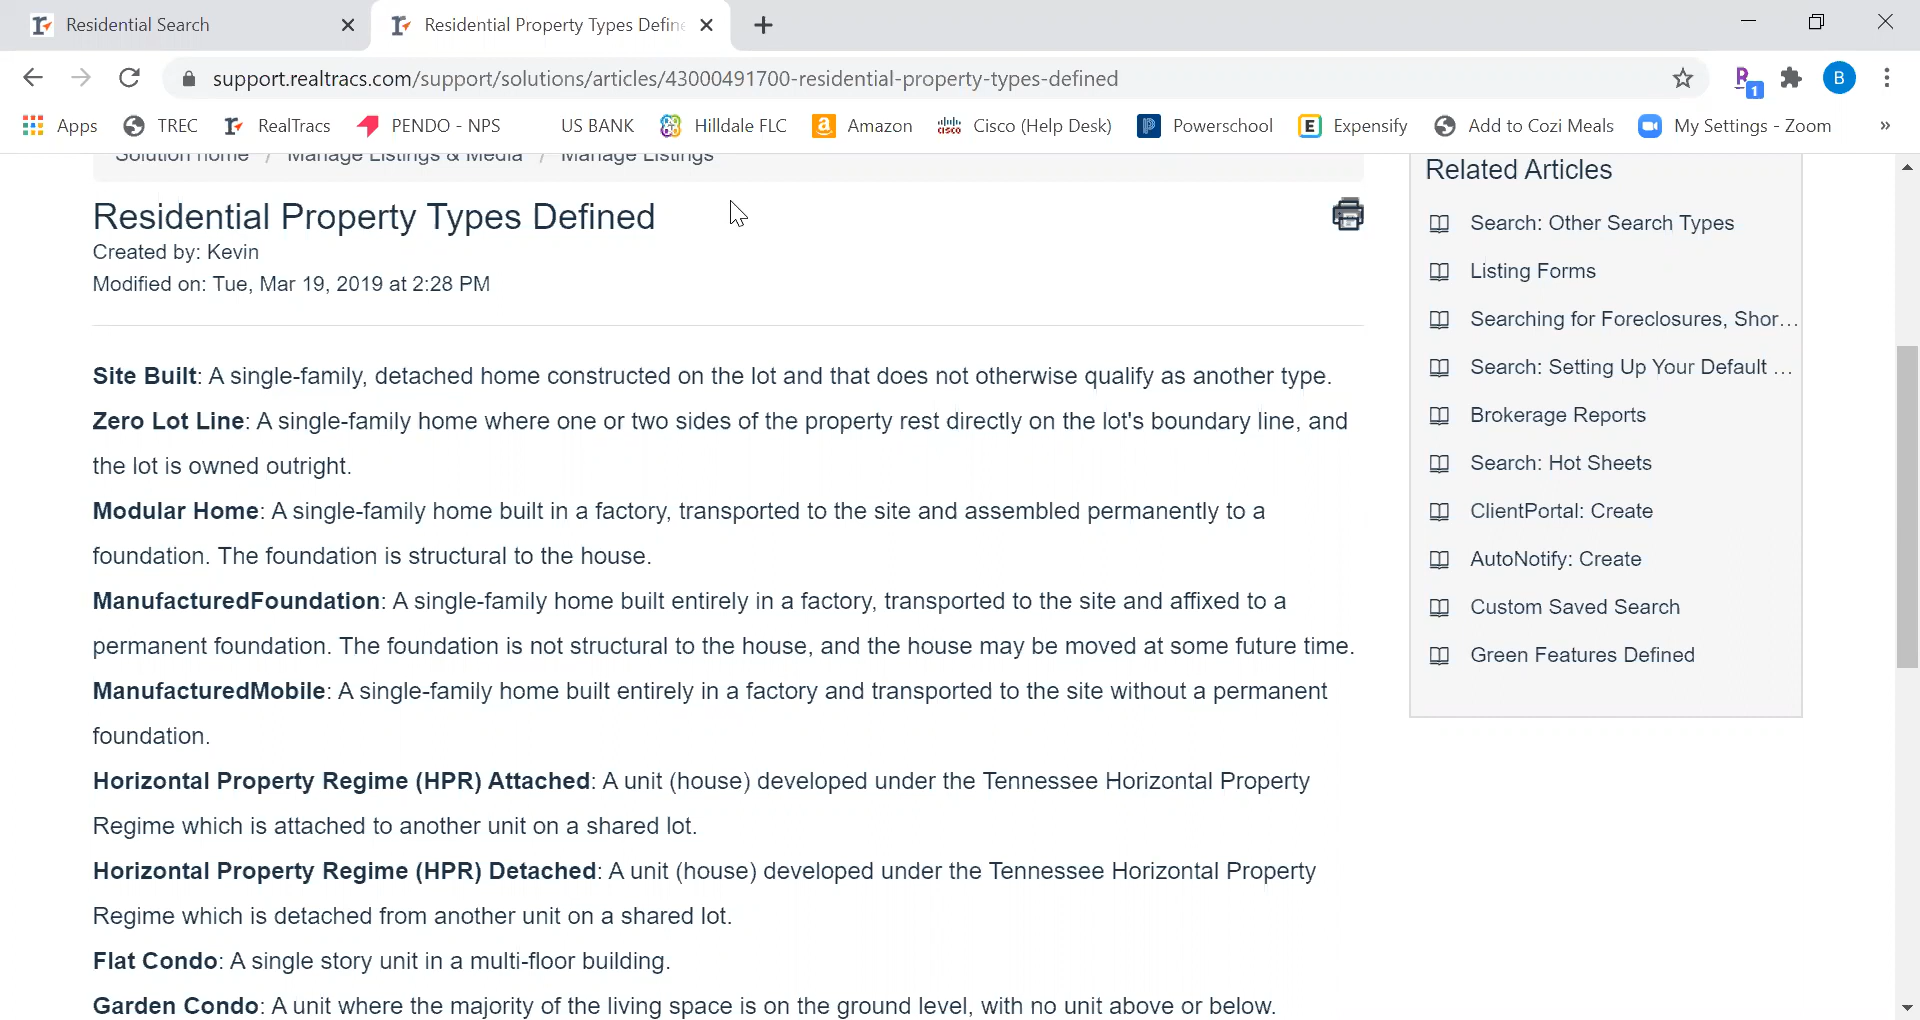 Residential Search
Residential Property Types Define
support.realtracs.com/support/solutions/articles/43000491700-residential-property-types-defined
B
1
Apps
TREC
RealTracs
PENDO - NPS
US BANK
Hilldale FLC
Amazon
Cisco (Help Desk)
Powerschool
Expensify
Add to Cozi Meals
My Settings - Zoom
»
Solution home / Manage Listings & Media / Manage Listings
Residential Property Types Defined
Created by: Kevin
Modified on: Tue, Mar 19, 2019 at 2:28 PM
Site Built: A single-family, detached home constructed on the lot and that does not otherwise qualify as another type.
Zero Lot Line: A single-family home where one or two sides of the property rest directly on the lot's boundary line, and
the lot is owned outright.
Modular Home: A single-family home built in a factory, transported to the site and assembled permanently to a
foundation. The foundation is structural to the house.
ManufacturedFoundation: A single-family home built entirely in a factory, transported to the site and affixed to a
permanent foundation. The foundation is not structural to the house, and the house may be moved at some future time.
ManufacturedMobile: A single-family home built entirely in a factory and transported to the site without a permanent
foundation.
Horizontal Property Regime (HPR) Attached: A unit (house) developed under the Tennessee Horizontal Property
Regime which is attached to another unit on a shared lot.
Horizontal Property Regime (HPR) Detached: A unit (house) developed under the Tennessee Horizontal Property
Regime which is detached from another unit on a shared lot.
Flat Condo: A single story unit in a multi-floor building.
Garden Condo: A unit where the majority of the living space is on the ground level, with no unit above or below.
Related Articles
Search: Other Search Types
Listing Forms
Searching for Foreclosures, Shor...
Search: Setting Up Your Default ...
Brokerage Reports
Search: Hot Sheets
ClientPortal: Create
AutoNotify: Create
Custom Saved Search
Green Features Defined